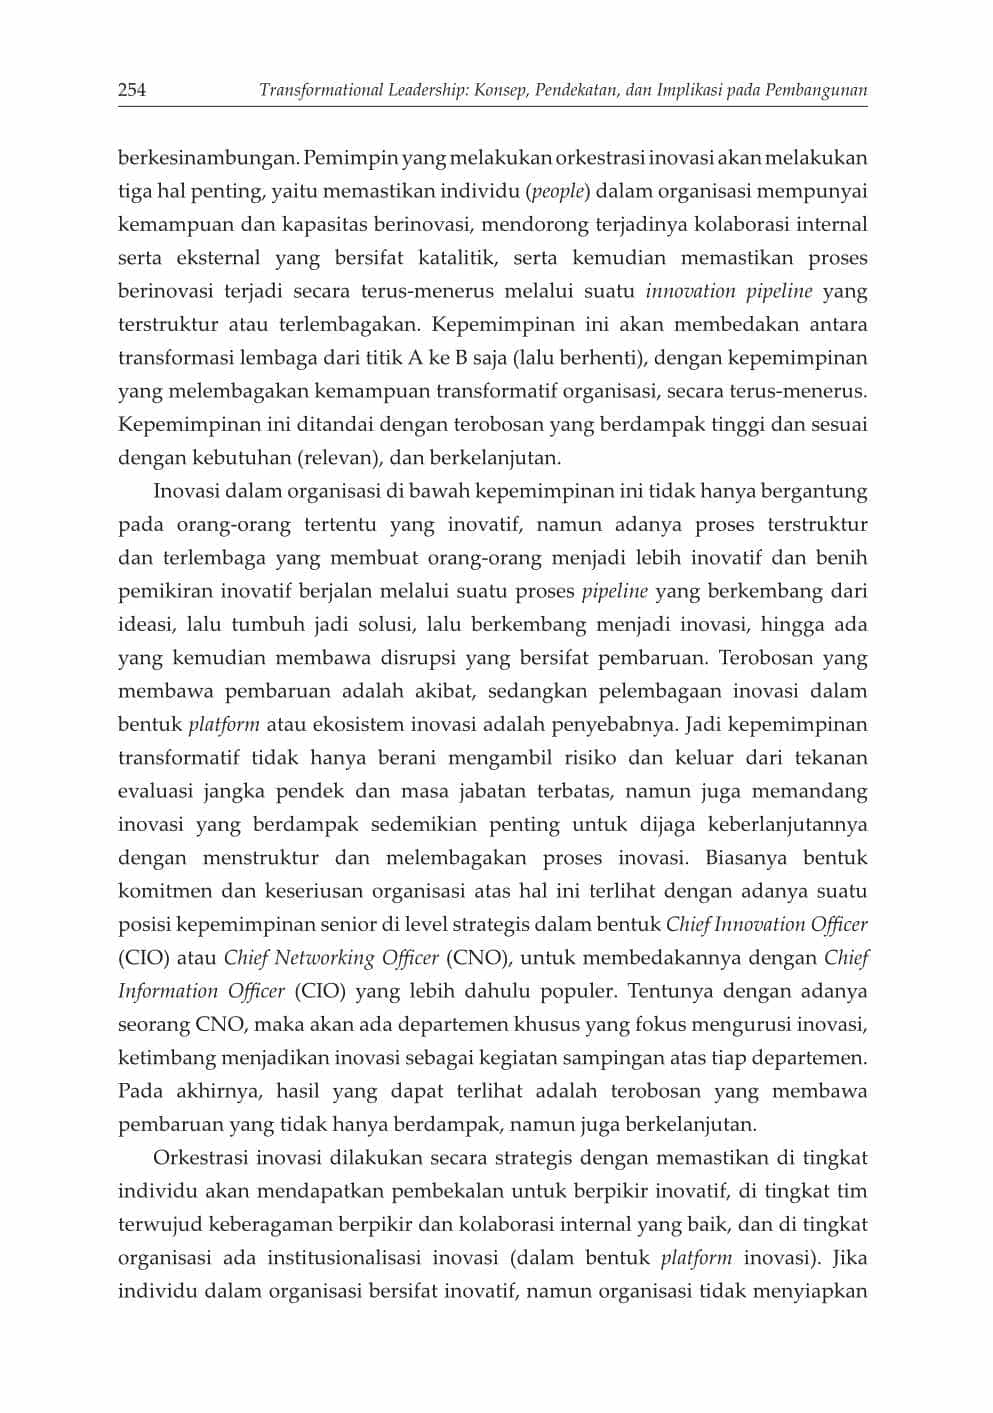 254 Transformational Leadership: Konsep, Pendekatan, dan Implikasi pada Pembangunan
berkesinambungan. Pemimpin yang melakukan orkestrasi inovasi akan melakukan
tiga hal penting, yaitu memastikan individu (people) dalam organisasi mempunyai
kemampuan dan kapasitas berinovasi, mendorong terjadinya kolaborasi internal
serta eksternal yang bersifat katalitik, serta kemudian memastikan proses
berinovasi terjadi secara terus-menerus melalui suatu innovation pipeline yang
terstruktur atau terlembagakan. Kepemimpinan ini akan membedakan antara
transformasi lembaga dari titik A ke B saja (lalu berhenti), dengan kepemimpinan
yang melembagakan kemampuan transformatif organisasi, secara terus-menerus.
Kepemimpinan ini ditandai dengan terobosan yang berdampak tinggi dan sesuai
dengan kebutuhan (relevan), dan berkelanjutan.
Inovasi dalam organisasi di bawah kepemimpinan ini tidak hanya bergantung
pada orang-orang tertentu yang inovatif, namun adanya proses terstruktur
dan terlembaga yang membuat orang-orang menjadi lebih inovatif dan benih
pemikiran inovatif berjalan melalui suatu proses pipeline yang berkembang dari
ideasi, lalu tumbuh jadi solusi, lalu berkembang menjadi inovasi, hingga ada
yang kemudian membawa disrupsi yang bersifat pembaruan. Terobosan yang
membawa pembaruan adalah akibat, sedangkan pelembagaan inovasi dalam
bentuk platform atau ekosistem inovasi adalah penyebabnya. Jadi kepemimpinan
transformatif tidak hanya berani mengambil risiko dan keluar dari tekanan
evaluasi jangka pendek dan masa jabatan terbatas, namun juga memandang
inovasi yang berdampak sedemikian penting untuk dijaga keberlanjutannya
dengan menstruktur dan melembagakan proses inovasi. Biasanya bentuk
komitmen dan keseriusan organisasi atas hal ini terlihat dengan adanya suatu
posisi kepemimpinan senior di level strategis dalam bentuk Chief Innovation Officer
(CIO) atau Chief Networking Officer (CNO), untuk membedakannya dengan Chief
Information Officer (CIO) yang lebih dahulu populer. Tentunya dengan adanya
seorang CNO, maka akan ada departemen khusus yang fokus mengurusi inovasi,
ketimbang menjadikan inovasi sebagai kegiatan sampingan atas tiap departemen.
Pada akhirnya, hasil yang dapat terlihat adalah terobosan yang membawa
pembaruan yang tidak hanya berdampak, namun juga berkelanjutan.
Orkestrasi inovasi dilakukan secara strategis dengan memastikan di tingkat
individu akan mendapatkan pembekalan untuk berpikir inovatif, di tingkat tim
terwujud keberagaman berpikir dan kolaborasi internal yang baik, dan di tingkat
organisasi ada institusionalisasi inovasi (dalam bentuk platform inovasi). Jika
individu dalam organisasi bersifat inovatif, namun organisasi tidak menyiapkan